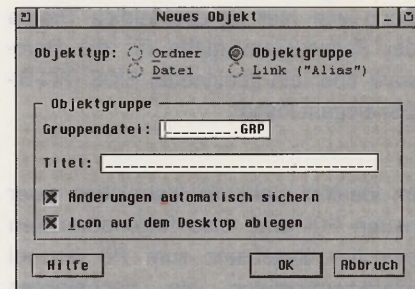 Neues Objekt
Objekttyp: Ordner Objektgruppe
Datei Link ("Alias")
Objektgruppe
Gruppendatei: ________.GRP
Titel: ______________________________
Änderungen automatisch sichern
Icon auf dem Desktop ablegen
Hilfe OK Abbruch